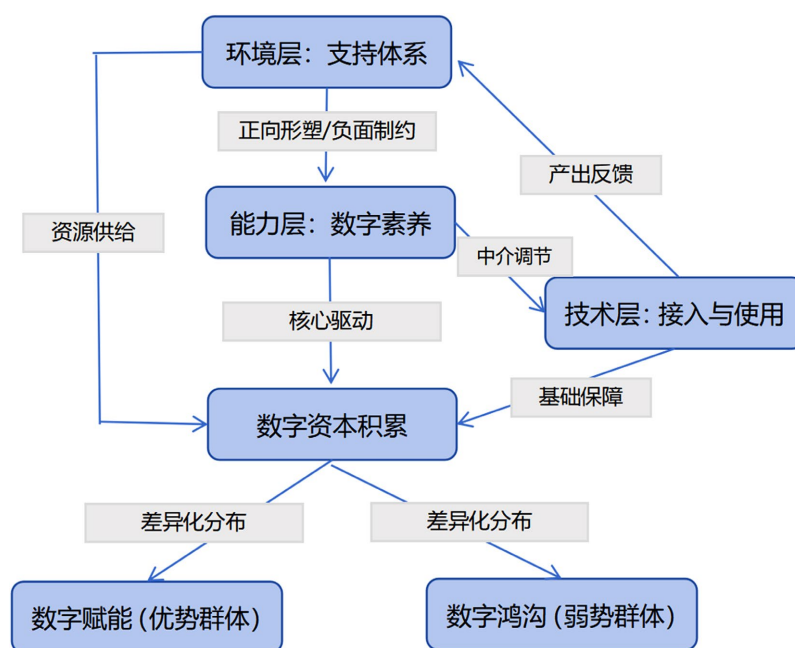 环境层：支持体系
正向形塑/负面制约
产出反馈
资源供给
能力层：数字素养
中介调节
技术层：接入与使用
核心驱动
基础保障
数字资本积累
差异化分布
差异化分布
数字赋能（优势群体）
数字鸿沟（弱势群体）